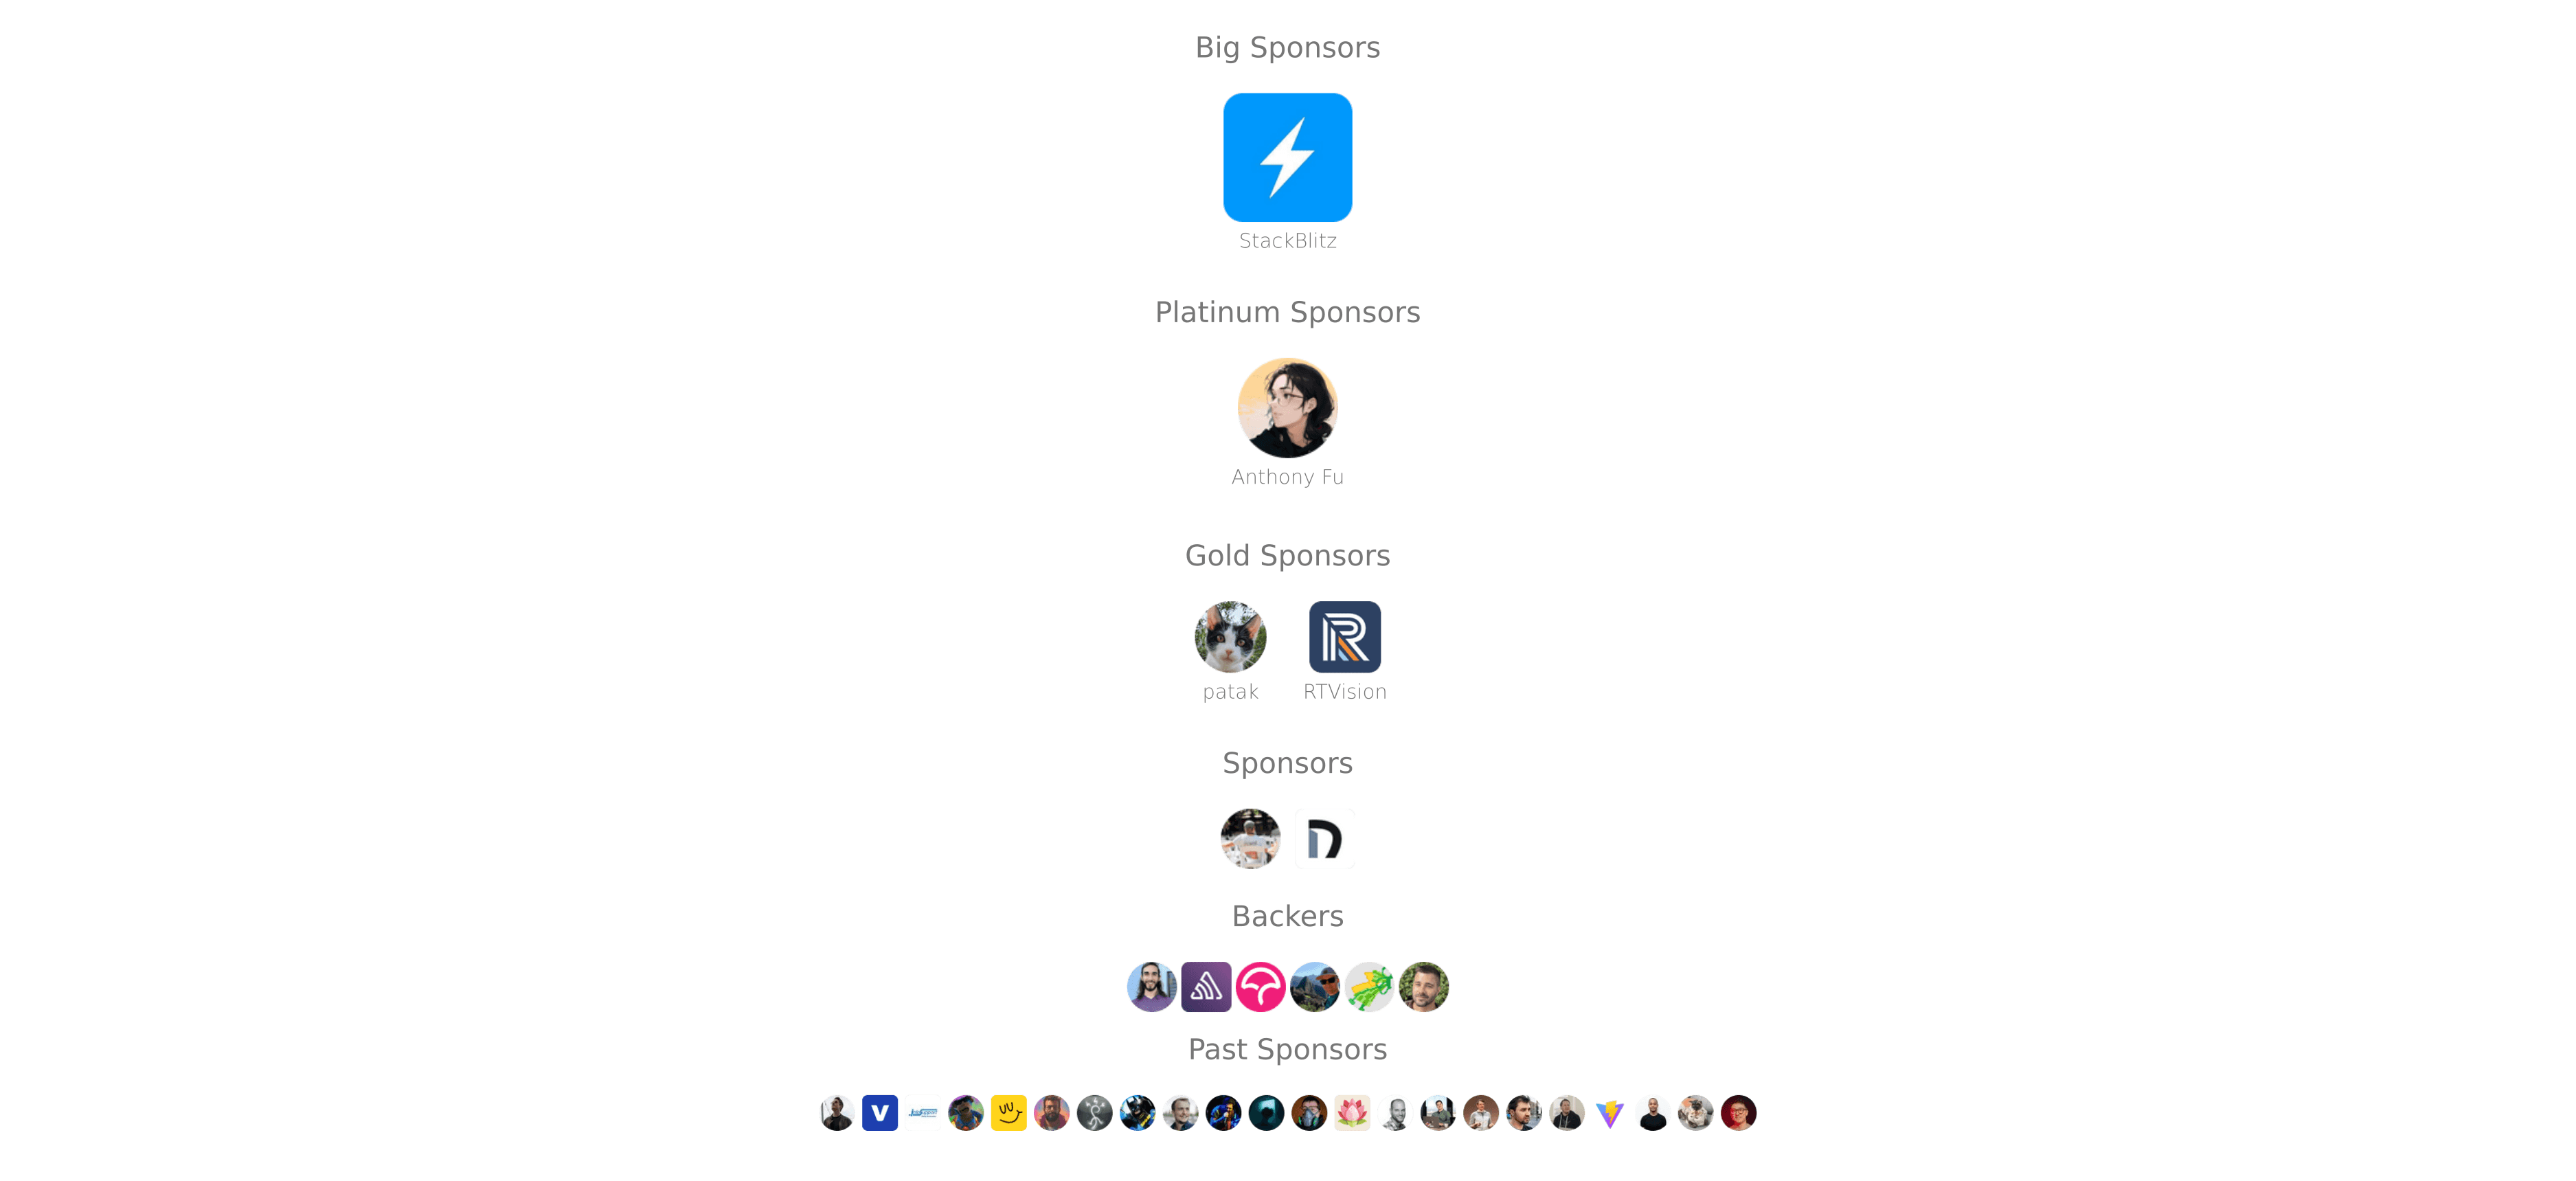 Big Sponsors
StackBlitz
Platinum Sponsors
Anthony Fu
Gold Sponsors
patak RTVision
Sponsors
Backers
Past Sponsors
V